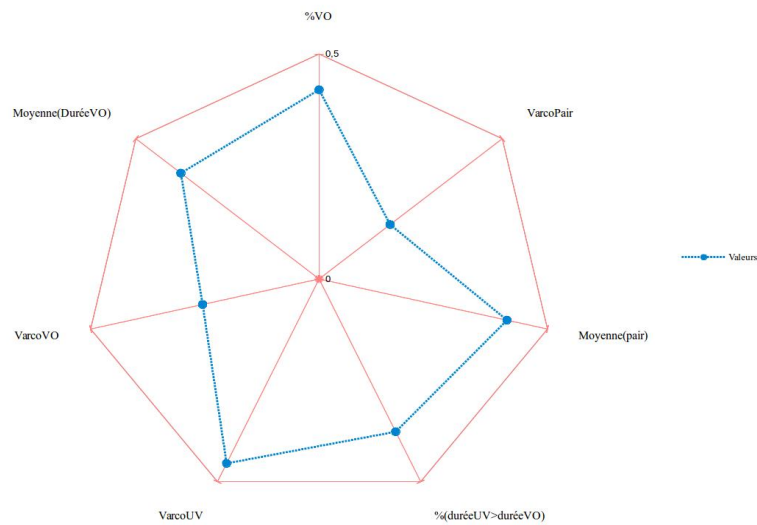 %VO
0,5
Moyenne(DuréeVO)
VarcoPair
0
Valeurs
VarcoVO
Moyenne(pair)
VarcoUV
%(duréeUV>duréeVO)